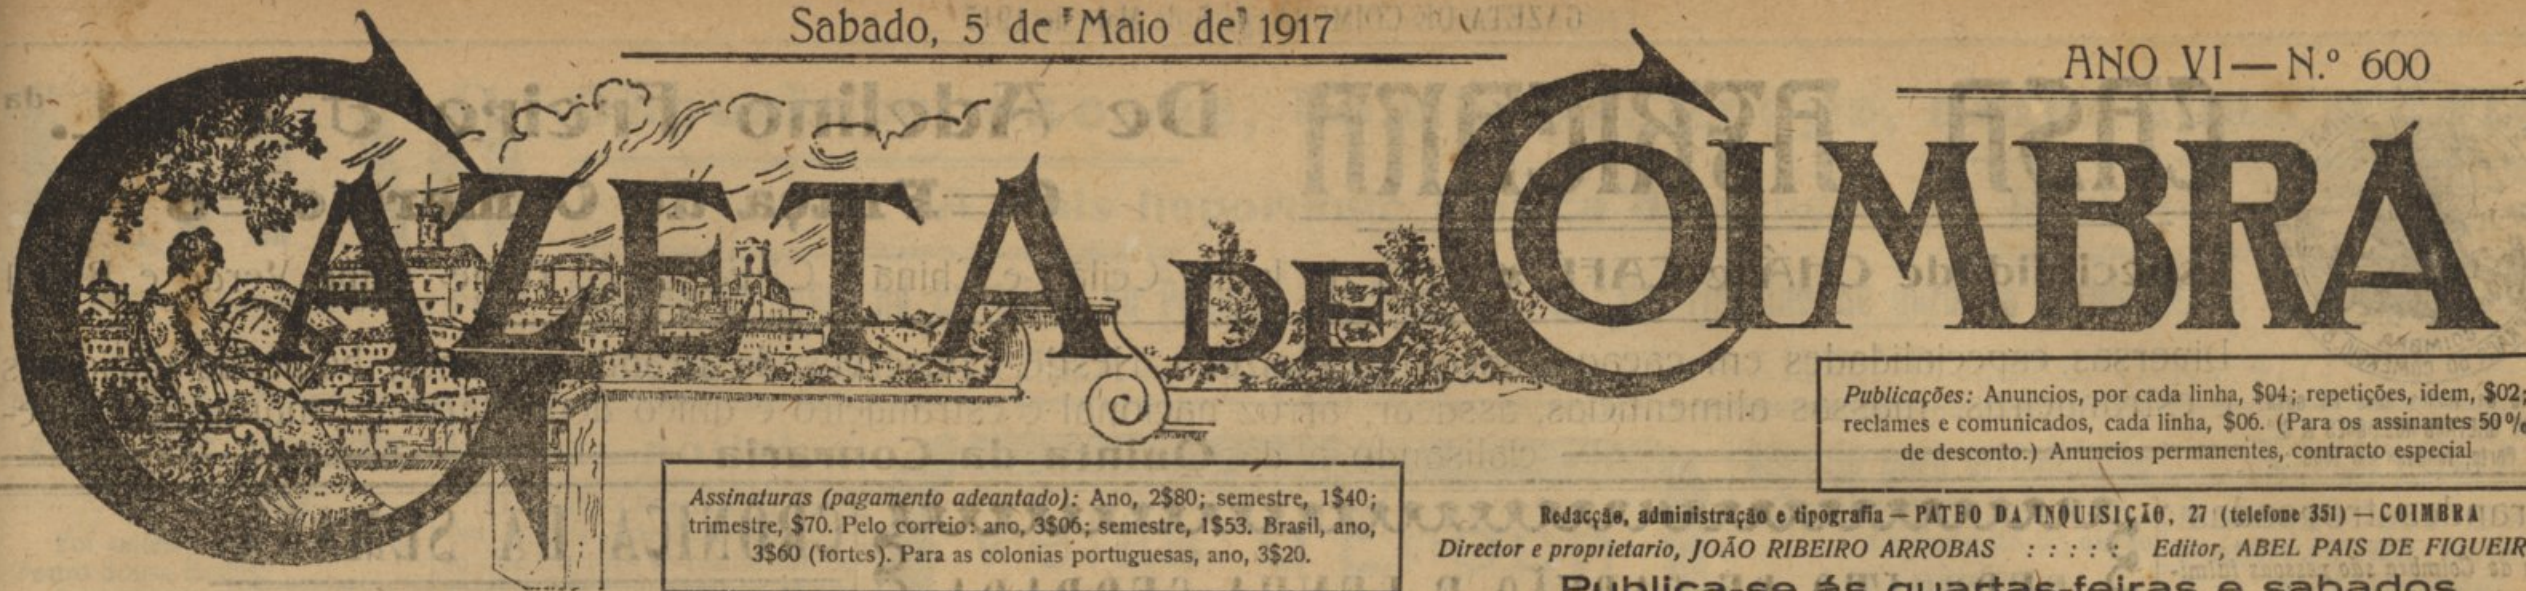 Sabado, 5 de Maio de 1917
ANO VI — N.º 600
GAZETA DE COIMBRA
Publicações: Anuncios, por cada linha, $04; repetições, idem, $02;
reclames e comunicados, cada linha, $06. (Para os assinantes 50%
de desconto.) Anuncios permanentes, contracto especial
Assinaturas (pagamento adeantado): Ano, 2$80; semestre, 1$40;
trimestre, $70. Pelo correio: ano, 3$06; semestre, 1$53. Brasil, ano,
3$60 (fortes). Para as colonias portuguesas, ano, 3$20.
Redacção, administração e tipografia — PATEO DA INQUISIÇÃO, 27 (telefone 351) — COIMBRA
Director e proprietario, JOÃO RIBEIRO ARROBAS : : : : : Editor, ABEL PAIS DE FIGUEIR
Publica-se ás quartas-feiras e sabados